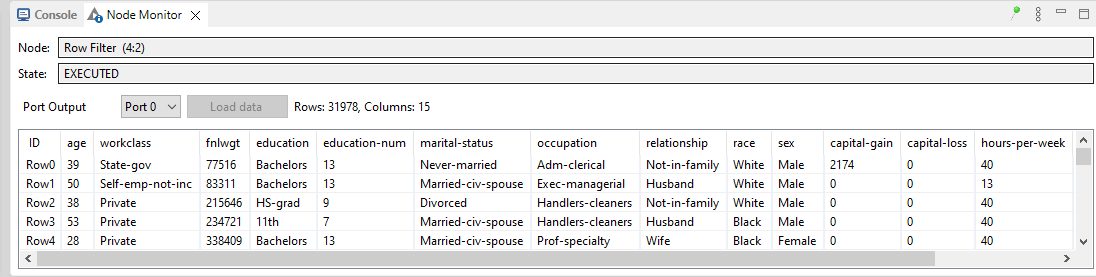 Console Node Monitor
Node: Row Filter (4:2)
State: EXECUTED
Port Output Port 0 Load data Rows: 31978, Columns: 15
ID age workclass fnlwgt education education-num marital-status occupation relationship race sex capital-gain capital-loss hours-per-week
Row0 39 State-gov 77516 Bachelors 13 Never-married Adm-clerical Not-in-family White Male 2174 0 40
Row1 50 Self-emp-not-inc 83311 Bachelors 13 Married-civ-spouse Exec-managerial Husband White Male 0 0 13
Row2 38 Private 215646 HS-grad 9 Divorced Handlers-cleaners Not-in-family White Male 0 0 40
Row3 53 Private 234721 11th 7 Married-civ-spouse Handlers-cleaners Husband Black Male 0 0 40
Row4 28 Private 338409 Bachelors 13 Married-civ-spouse Prof-specialty Wife Black Female 0 0 40